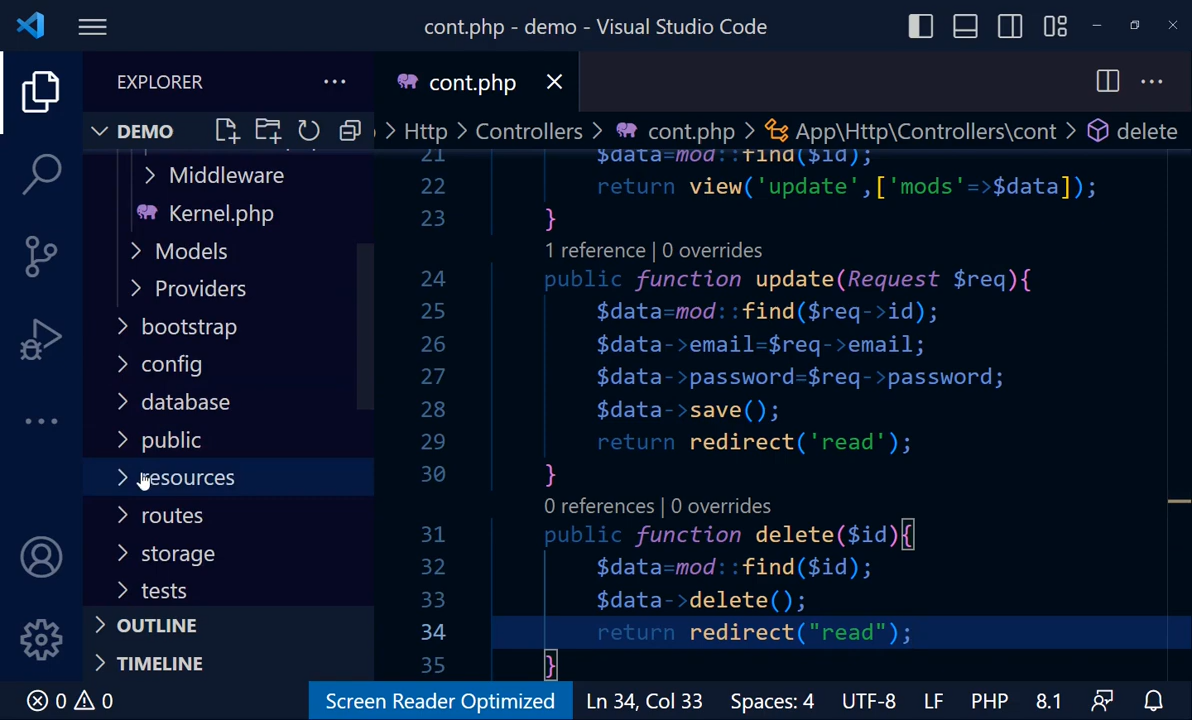 cont.php - demo - Visual Studio Code
EXPLORER
cont.php
DEMO
Http > Controllers > cont.php > App\Http\Controllers\cont > delete
Middleware
Kernel.php
Models
Providers
bootstrap
config
database
public
resources
routes
storage
tests
OUTLINE
TIMELINE
21 $data=mod::find($id);
22 return view('update',['mods'=>$data]);
23 }
1 reference | 0 overrides
24 public function update(Request $req){
25 $data=mod::find($req->id);
26 $data->email=$req->email;
27 $data->password=$req->password;
28 $data->save();
29 return redirect('read');
30 }
0 references | 0 overrides
31 public function delete($id){
32 $data=mod::find($id);
33 $data->delete();
34 return redirect("read");
35 }
0 0 Screen Reader Optimized Ln 34, Col 33 Spaces: 4 UTF-8 LF PHP 8.1